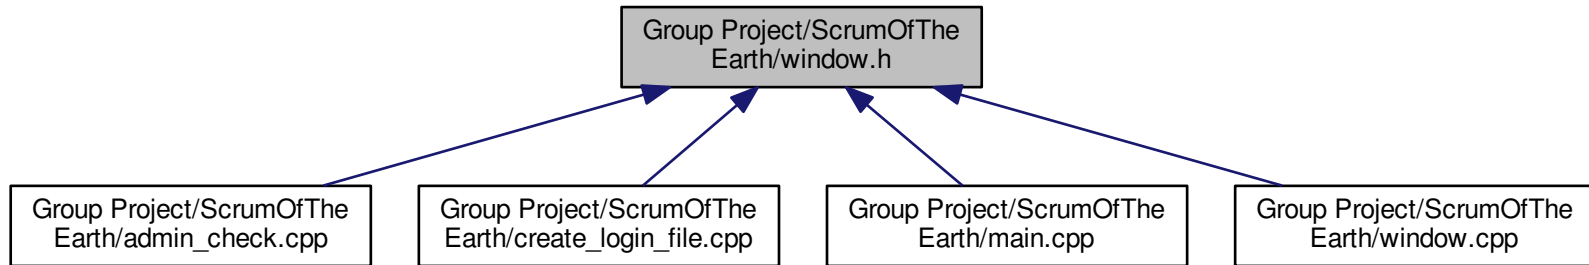 Group Project/ScrumOfThe
Earth/window.h
Group Project/ScrumOfThe
Earth/admin_check.cpp
Group Project/ScrumOfThe
Earth/create_login_file.cpp
Group Project/ScrumOfThe
Earth/main.cpp
Group Project/ScrumOfThe
Earth/window.cpp